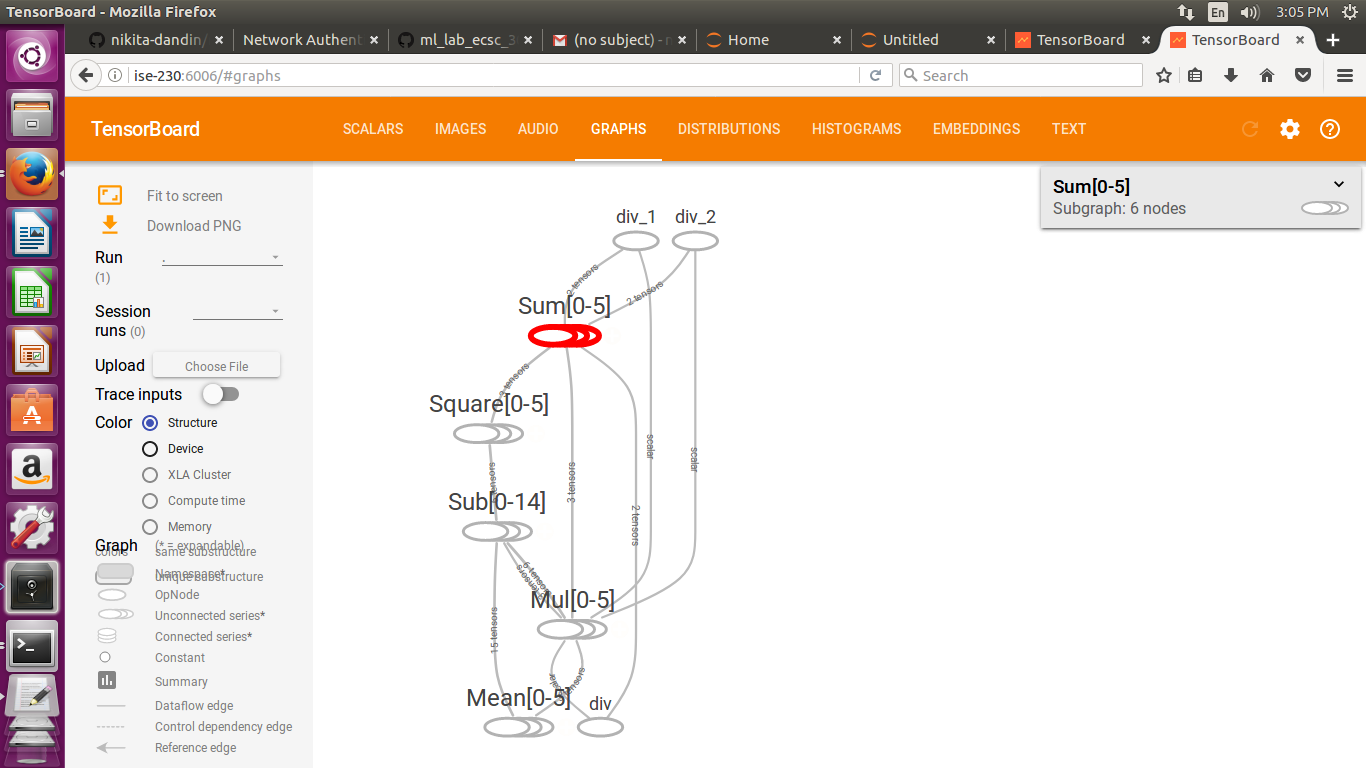 TensorBoard - Mozilla Firefox
En
3:05 PM
nikita-dandin/
Network Authent
ml_lab_ecsc_3
(no subject) - r
Home
Untitled
TensorBoard
TensorBoard
ise-230:6006/#graphs
Search
TensorBoard
SCALARS
IMAGES
AUDIO
GRAPHS
DISTRIBUTIONS
HISTOGRAMS
EMBEDDINGS
TEXT
Fit to screen
Download PNG
Run
(1)
.
Session
runs (0)
Upload
Choose File
Trace inputs
Color
Structure
Device
XLA Cluster
Compute time
Memory
Graph
(* = expandable)
colors
same substructure
Namespace*
unique substructure
OpNode
Unconnected series*
Connected series*
Constant
Summary
Dataflow edge
Control dependency edge
Reference edge
div_1
div_2
2 tensors
2 tensors
Sum[0-5]
Square[0-5]
scalar
scalar
3 tensors
Sub[0-14]
2 tensors
6 tensors
Mul[0-5]
15 tensors
Mean[0-5]
div
Sum[0-5]
Subgraph: 6 nodes